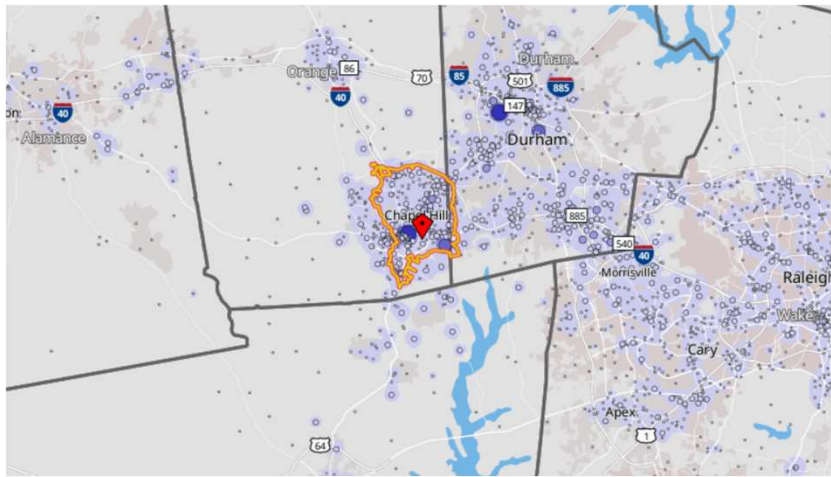 Durham
86
Orange
70
85
501
885
40
147
40
Alamance
Durham
Chapel Hill
885
540
40
Morrisville
Raleigh
Wake
Cary
Apex
1
64